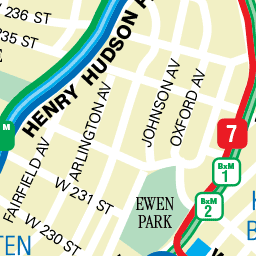 W 236 ST
235 ST
HENRY HUDSON
M
ARLINGTON AV
JOHNSON AV
OXFORD AV
7
FAIRFIELD AV
BxM
1
W 231 ST
BxM
2
EWEN
PARK
W 230 ST